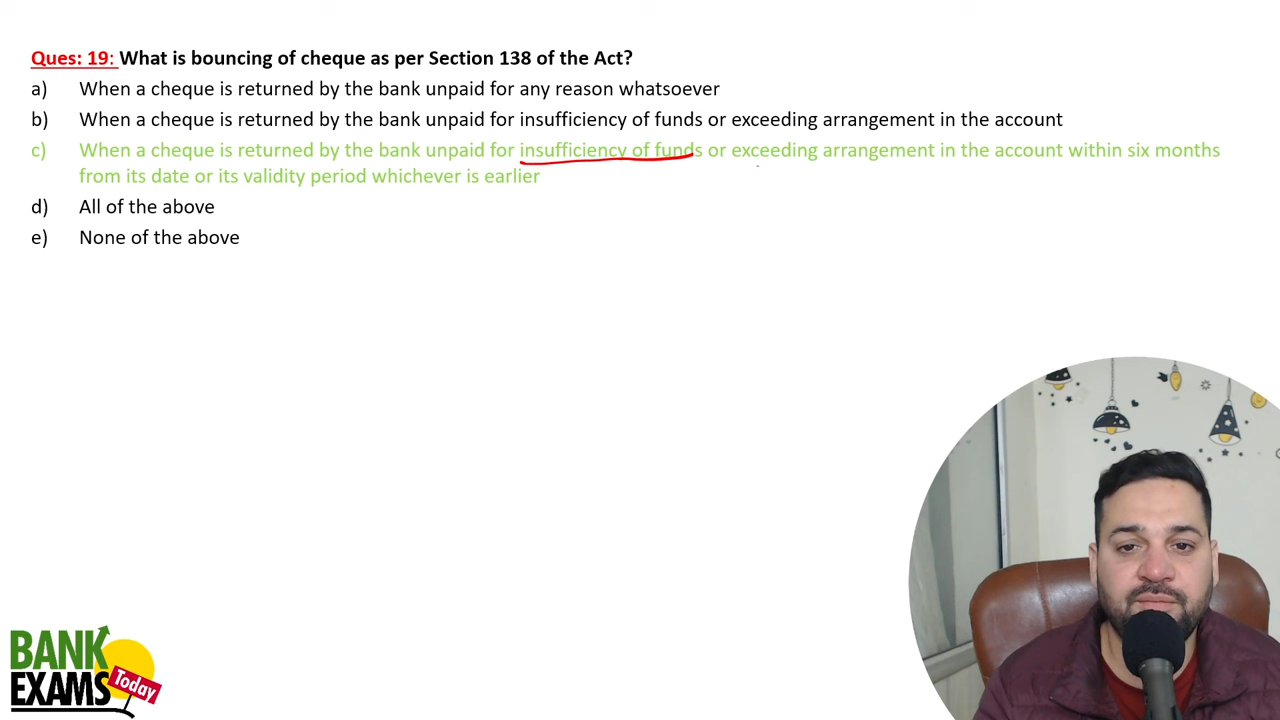 Ques: 19: What is bouncing of cheque as per Section 138 of the Act?
a) When a cheque is returned by the bank unpaid for any reason whatsoever
b) When a cheque is returned by the bank unpaid for insufficiency of funds or exceeding arrangement in the account
c) When a cheque is returned by the bank unpaid for insufficiency of funds or exceeding arrangement in the account within six months
from its date or its validity period whichever is earlier
d) All of the above
e) None of the above
BANK
EXAMS
Today